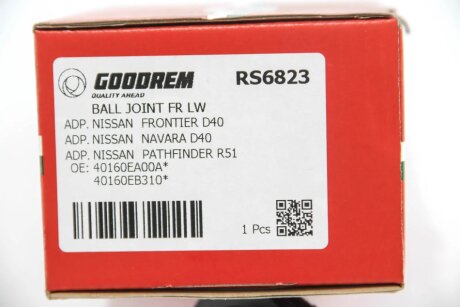 GOODREM
QUALITY AHEAD
RS6823
BALL JOINT FR LW
ADP. NISSAN FRONTIER D40
ADP. NISSAN NAVARA D40
ADP. NISSAN PATHFINDER R51
OE: 40160EA00A*
40160EB310*
1 Pcs